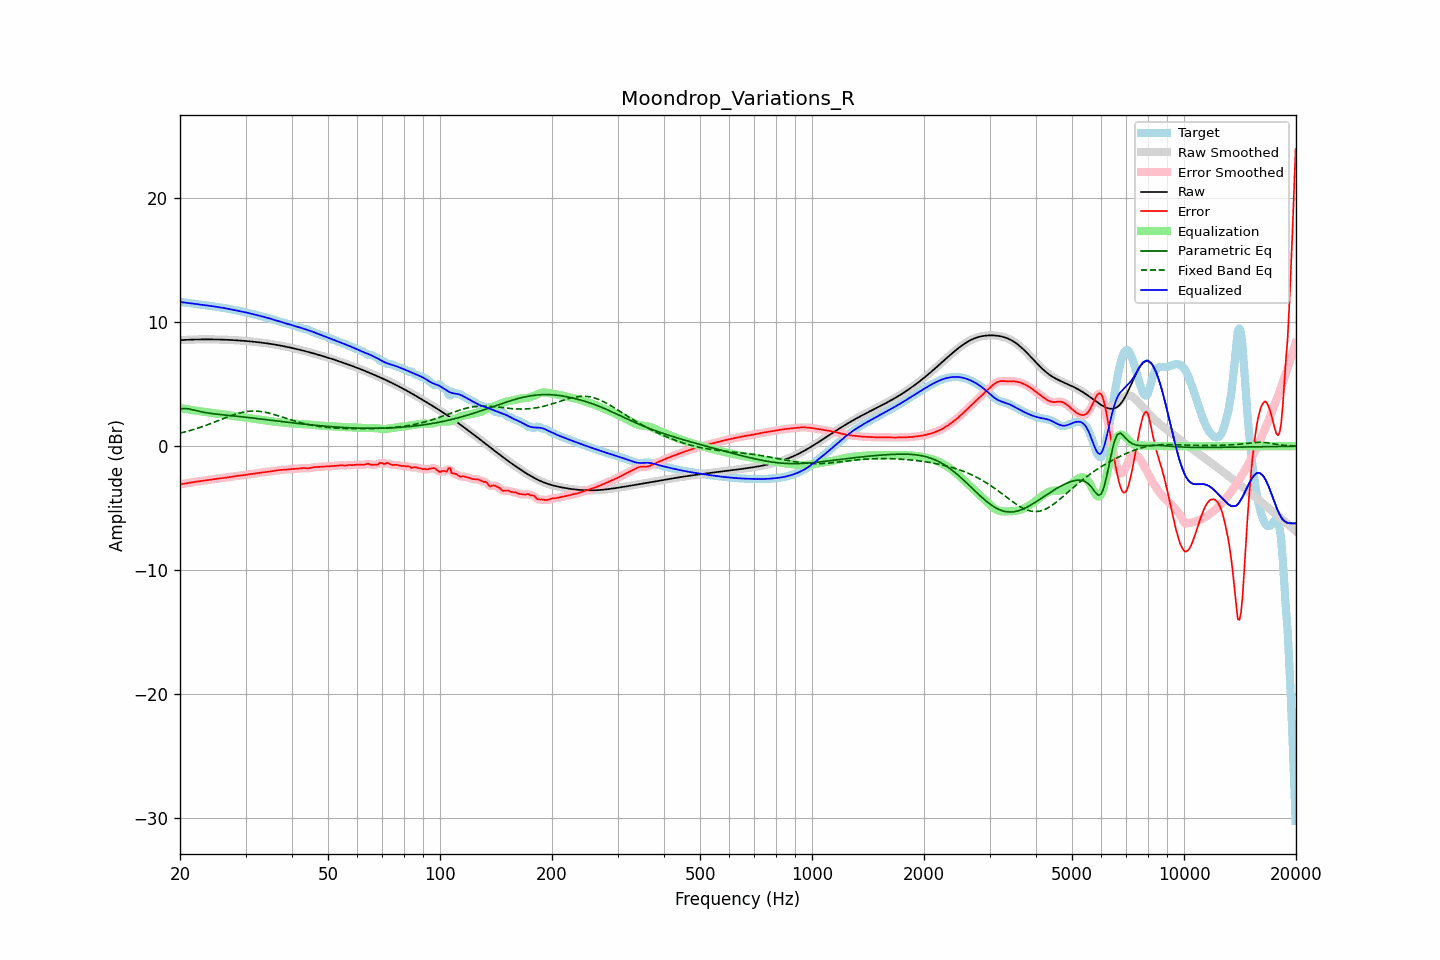 Moondrop_Variations_R
Target
Raw Smoothed
Error Smoothed
Raw
Error
Equalization
Parametric Eq
Fixed Band Eq
Equalized
20
10
0
−10
−20
−30
Amplitude (dBr)
20 50 100 200 500 1000 2000 5000 10000 20000
Frequency (Hz)